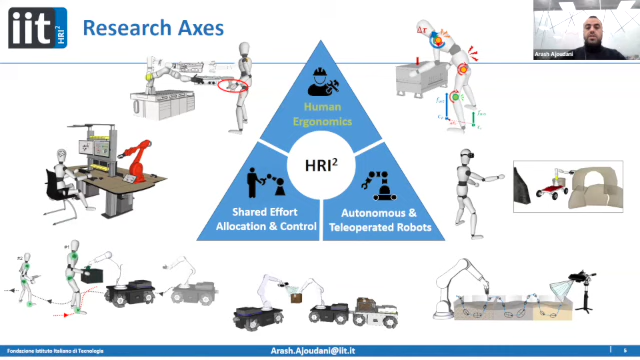 iit
HRI²
Research Axes
Arash Ajoudani
Δτ
Human
Ergonomics
HRI²
Shared Effort
Allocation & Control
Autonomous &
Teleoperated Robots
Fondazione Istituto Italiano di Tecnologia
Arash.Ajoudani@iit.it